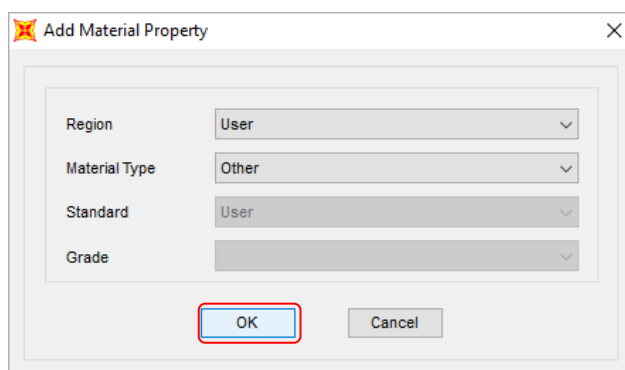 Add Material Property
Region User
Material Type Other
Standard User
Grade
OK Cancel